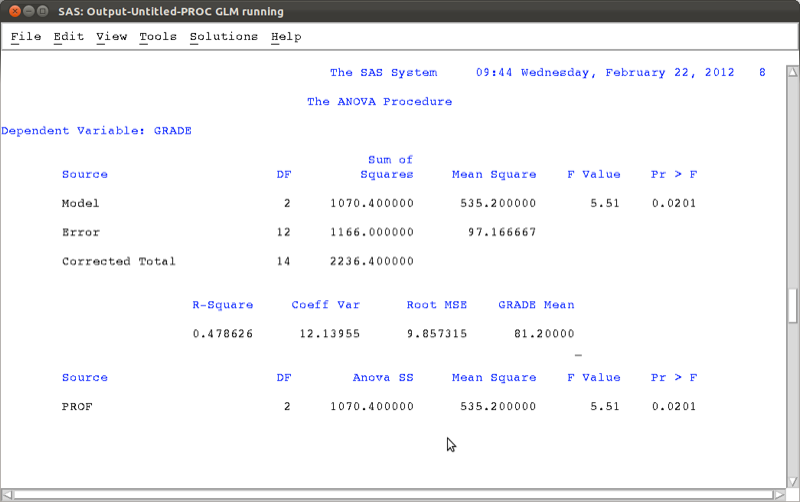 SAS: Output-Untitled-PROC GLM running
File Edit View Tools Solutions Help
The SAS System 09:44 Wednesday, February 22, 2012 8
The ANOVA Procedure
Dependent Variable: GRADE
Sum of
Source DF Squares Mean Square F Value Pr > F
Model 2 1070.400000 535.200000 5.51 0.0201
Error 12 1166.000000 97.166667
Corrected Total 14 2236.400000
R-Square Coeff Var Root MSE GRADE Mean
0.478626 12.13955 9.857315 81.20000
Source DF Anova SS Mean Square F Value Pr > F
PROF 2 1070.400000 535.200000 5.51 0.0201